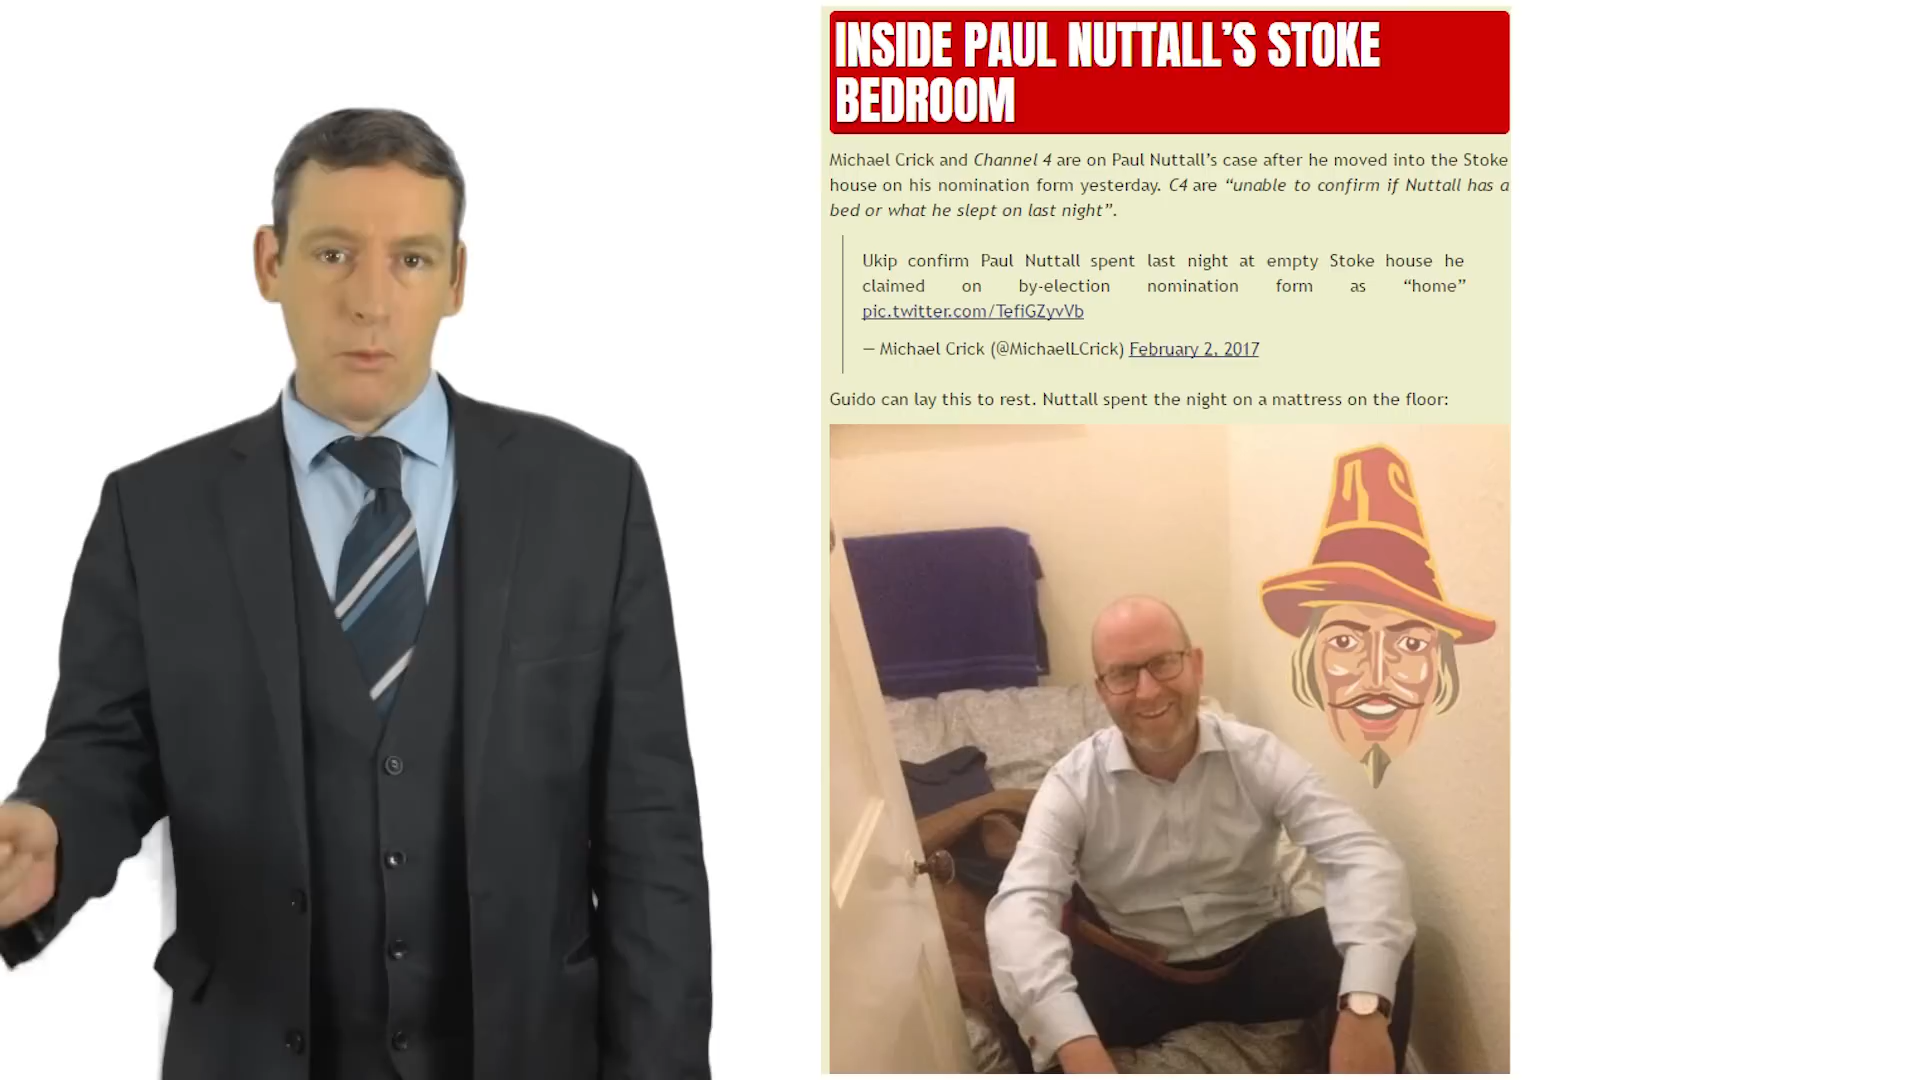 INSIDE PAUL NUTTALL’S STOKE
BEDROOM
Michael Crick and Channel 4 are on Paul Nuttall’s case after he moved into the Stoke
house on his nomination form yesterday. C4 are “unable to confirm if Nuttall has a
bed or what he slept on last night”.
Ukip confirm Paul Nuttall spent last night at empty Stoke house he
claimed on by-election nomination form as “home”
pic.twitter.com/TefiGZyvVb
— Michael Crick (@MichaelLCrick) February 2, 2017
Guido can lay this to rest. Nuttall spent the night on a mattress on the floor: